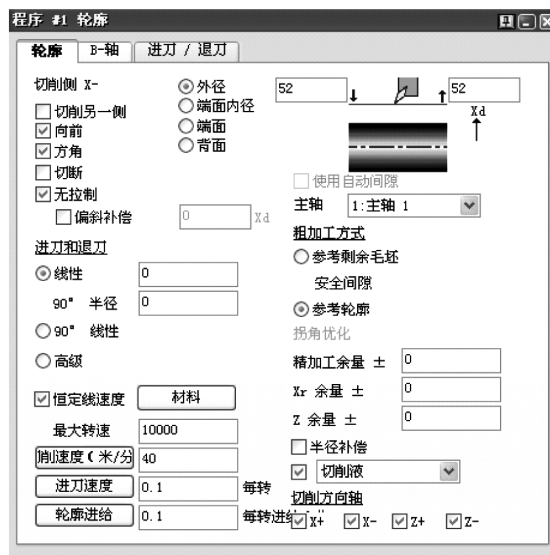 程序 #1 轮廓
轮廓 B-轴 进刀 / 退刀
切削侧 X-
切削另一侧
向前
方角
切断
无拉制
偏斜补偿 0 Xd
外径
端面内径
端面
背面
52 52
Xd
使用自动间隙
主轴 1:主轴 1
进刀和退刀
线性 0
90° 半径 0
90° 线性
高级
粗加工方式
参考剩余毛坯
安全间隙
参考轮廓
拐角优化
精加工余量 ± 0
Xr 余量 ± 0
Z 余量 ± 0
恒定线速度 材料
最大转速 10000
削速度(米/分 40
进刀速度 0.1 每转
轮廓进给 0.1 每转进给
半径补偿
切削液
切削方向轴
X+ X- Z+ Z-